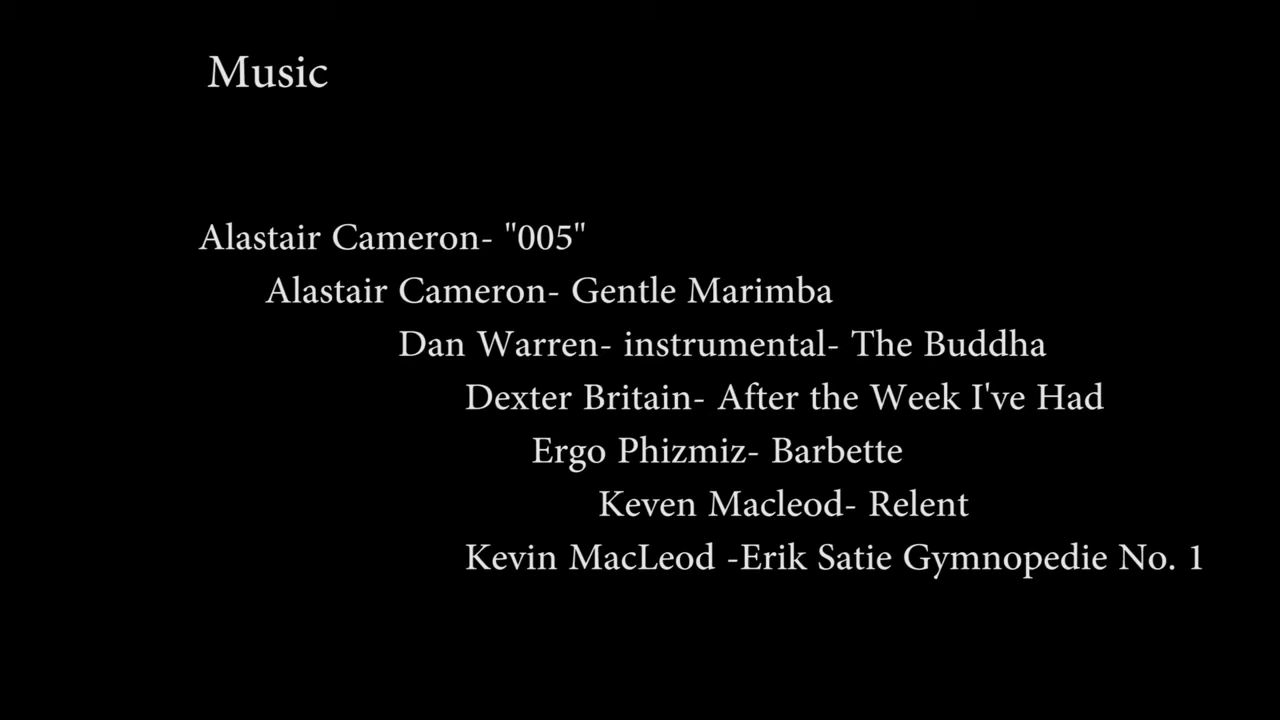 Music
Alastair Cameron- "005"
Alastair Cameron- Gentle Marimba
Dan Warren- instrumental- The Buddha
Dexter Britain- After the Week I've Had
Ergo Phizmiz- Barbette
Keven Macleod- Relent
Kevin MacLeod -Erik Satie Gymnopedie No. 1